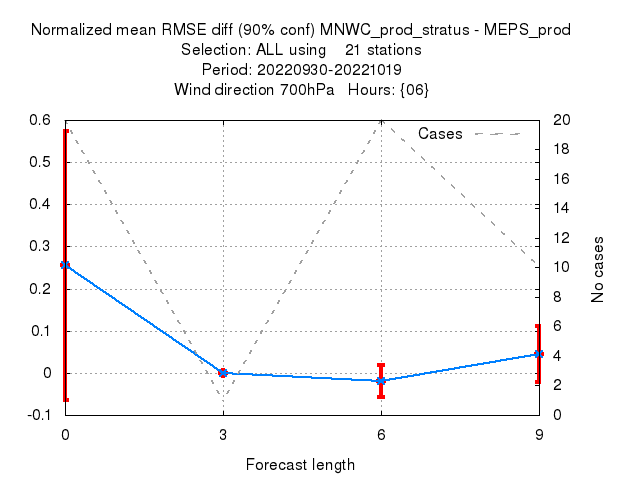 Normalized mean RMSE diff (90% conf) MNWC_prod_stratus - MEPS_prod
Selection: ALL using 21 stations
Period: 20220930-20221019
Wind direction 700hPa Hours: {06}
Cases
0.6
0.5
0.4
0.3
0.2
0.1
0
-0.1
20
18
16
14
12
10
8
6
4
2
0
No cases
0 3 6 9
Forecast length